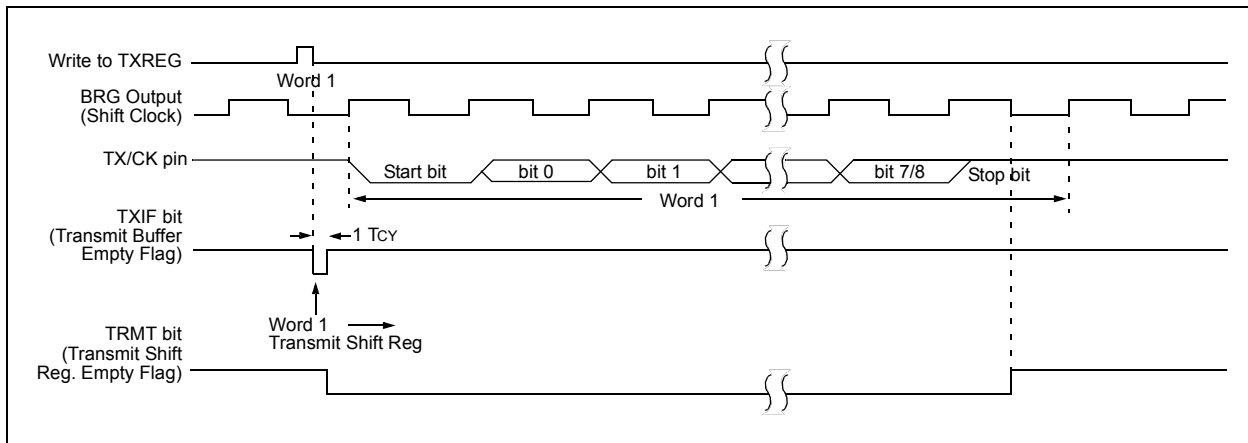 Write to TXREG
Word 1
BRG Output
(Shift Clock)
TX/CK pin
Start bit
bit 0
bit 1
bit 7/8
Stop bit
Word 1
TXIF bit
(Transmit Buffer
Empty Flag)
1 TCY
Word 1
Transmit Shift Reg
TRMT bit
(Transmit Shift
Reg. Empty Flag)